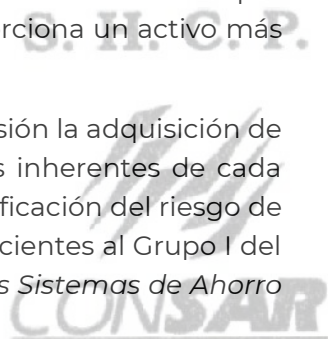 rciona un activo más
S. H. C. P.
sión la adquisición de
s inherentes de cada
ficación del riesgo de
cientes al Grupo I del
s Sistemas de Ahorro
CONSAR